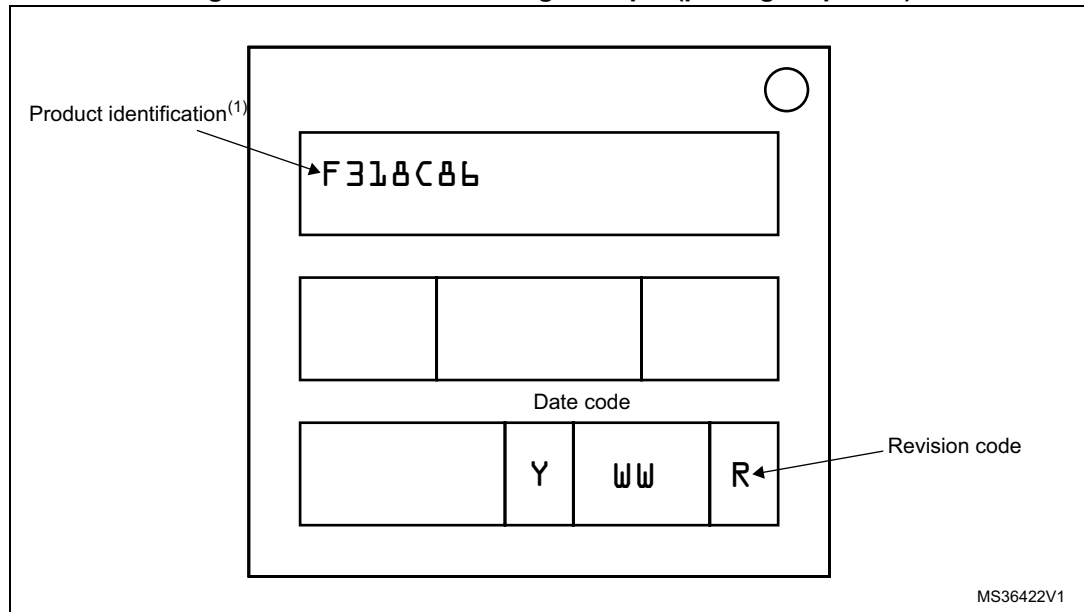 Product identification(1)
F318C86
Date code
Y WW R
Revision code
MS36422V1